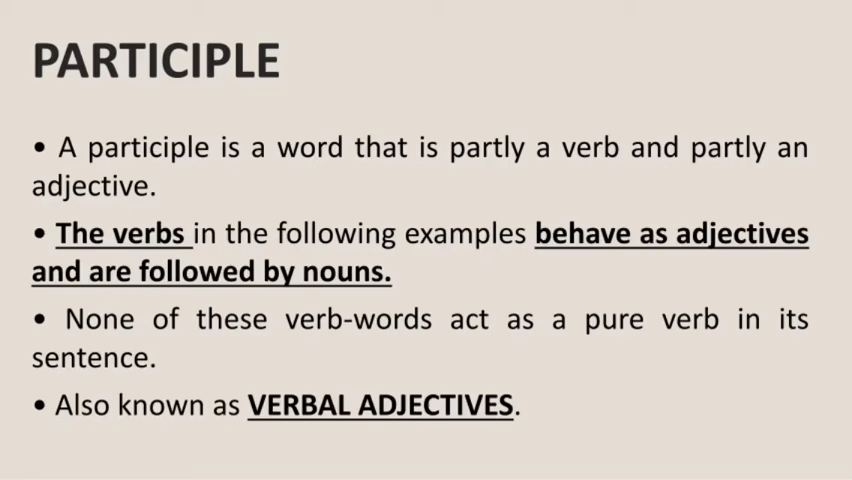 PARTICIPLE
• A participle is a word that is partly a verb and partly an
adjective.
• The verbs in the following examples behave as adjectives
and are followed by nouns.
• None of these verb-words act as a pure verb in its
sentence.
• Also known as VERBAL ADJECTIVES.